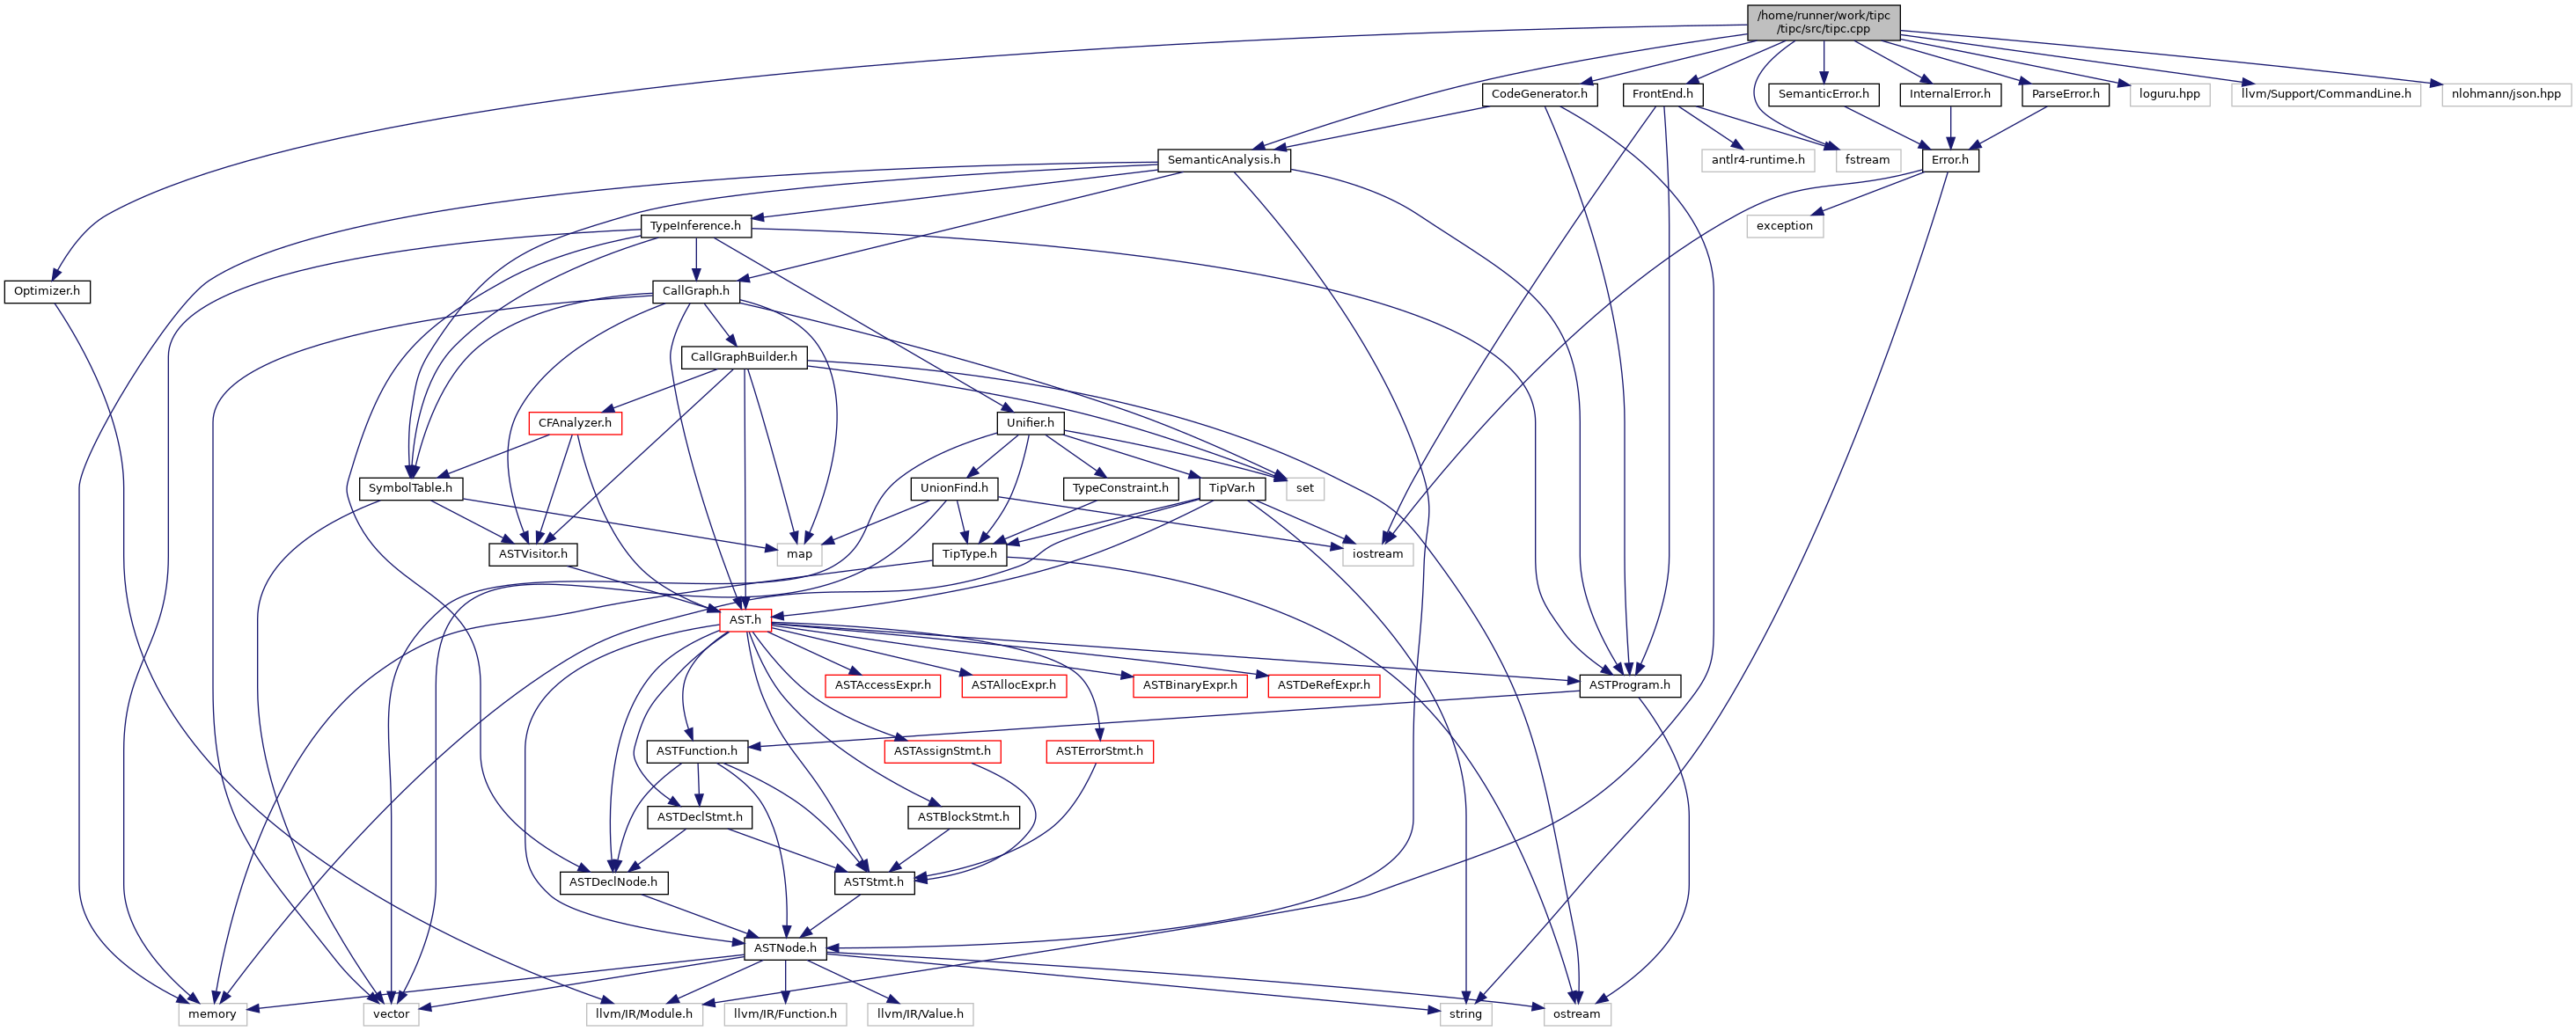 /home/runner/work/tipc
/tipc/src/tipc.cpp
CodeGenerator.h
FrontEnd.h
SemanticError.h
InternalError.h
ParseError.h
loguru.hpp
llvm/Support/CommandLine.h
nlohmann/json.hpp
SemanticAnalysis.h
antlr4-runtime.h
fstream
Error.h
TypeInference.h
exception
Optimizer.h
CallGraph.h
CallGraphBuilder.h
CFAnalyzer.h
Unifier.h
SymbolTable.h
UnionFind.h
TypeConstraint.h
TipVar.h
set
ASTVisitor.h
map
TipType.h
iostream
AST.h
ASTAccessExpr.h
ASTAllocExpr.h
ASTBinaryExpr.h
ASTDeRefExpr.h
ASTProgram.h
ASTFunction.h
ASTAssignStmt.h
ASTErrorStmt.h
ASTDeclStmt.h
ASTBlockStmt.h
ASTDeclNode.h
ASTStmt.h
ASTNode.h
memory
vector
llvm/IR/Module.h
llvm/IR/Function.h
llvm/IR/Value.h
string
ostream